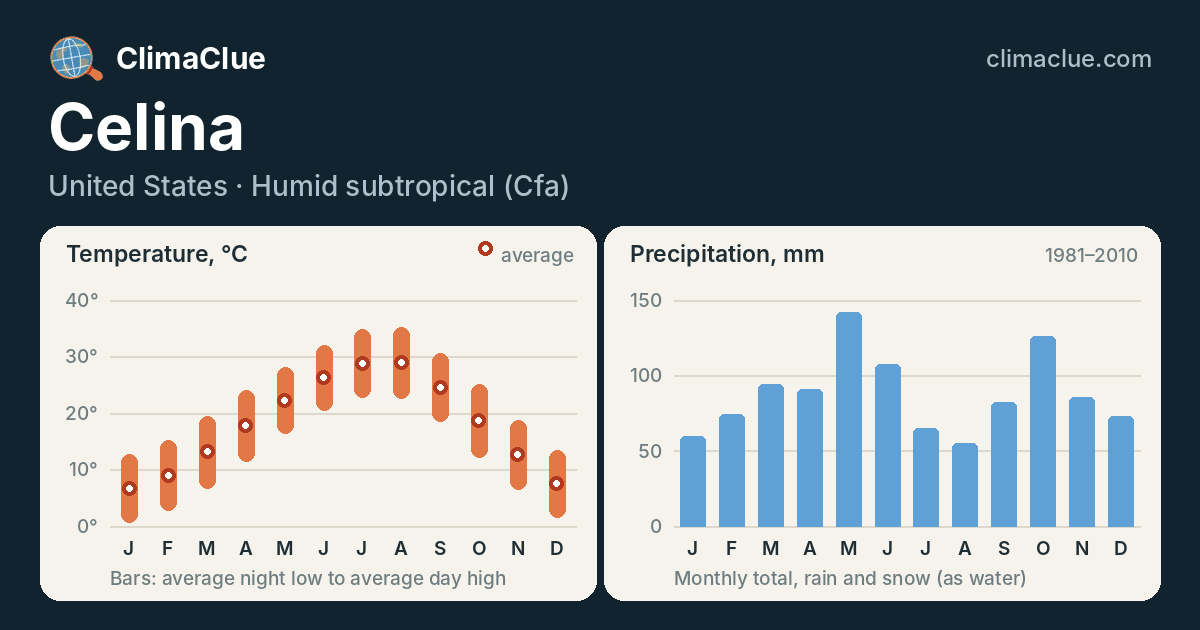 ClimaClue
climaclue.com
Celina
United States · Humid subtropical (Cfa)
Temperature, °C
average
40°
30°
20°
10°
0°
J F M A M J J A S O N D
Bars: average night low to average day high
Precipitation, mm
1981–2010
150
100
50
0
J F M A M J J A S O N D
Monthly total, rain and snow (as water)